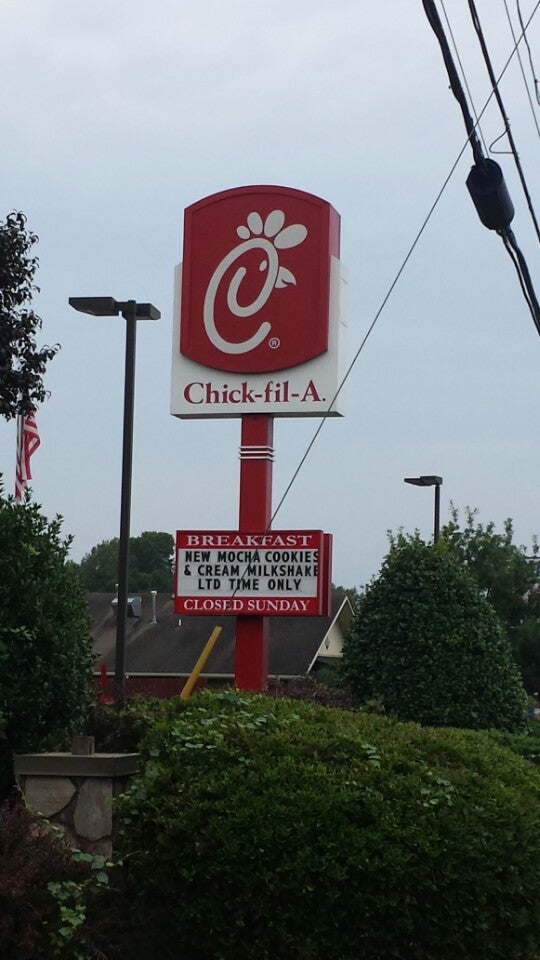 Chick-fil-A.
BREAKFAST
NEW MOCHA COOKIES
& CREAM MILKSHAKE
LTD TIME ONLY
CLOSED SUNDAY